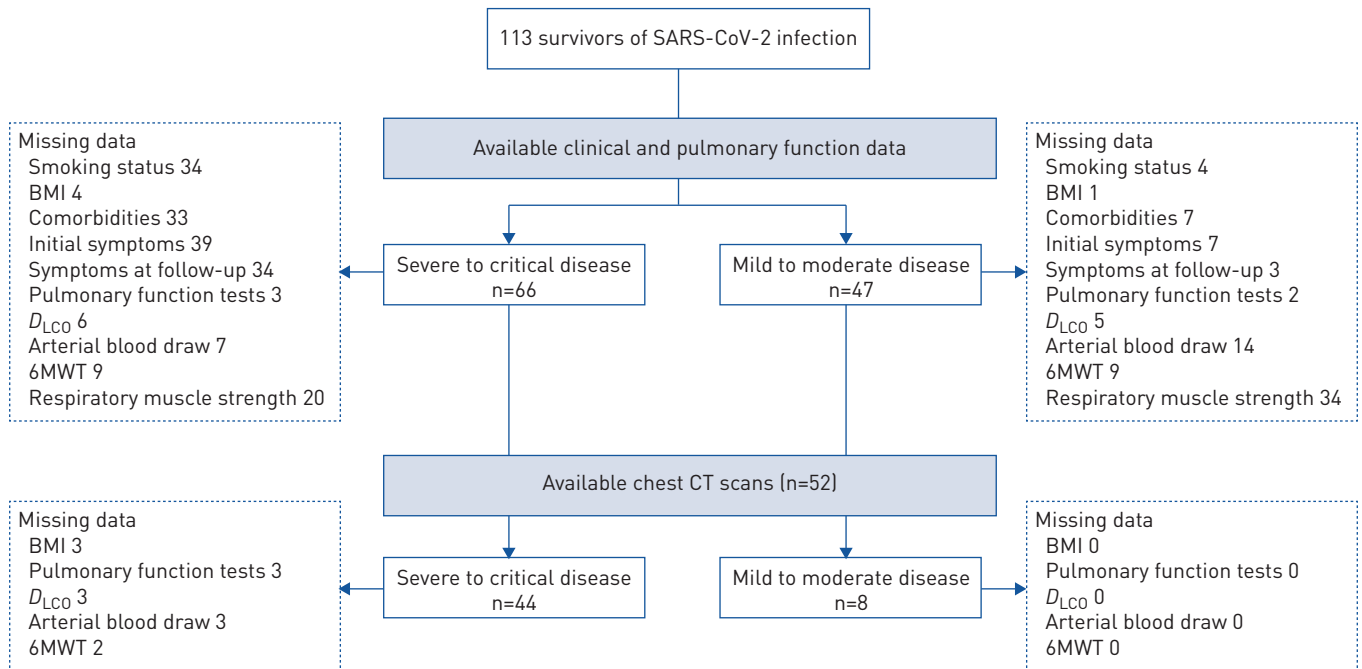 113 survivors of SARS-CoV-2 infection
Available clinical and pulmonary function data
Missing data
Smoking status 34
BMI 4
Comorbidities 33
Initial symptoms 39
Symptoms at follow-up 34
Pulmonary function tests 3
DLCO 6
Arterial blood draw 7
6MWT 9
Respiratory muscle strength 20
Severe to critical disease
n=66
Mild to moderate disease
n=47
Missing data
Smoking status 4
BMI 1
Comorbidities 7
Initial symptoms 7
Symptoms at follow-up 3
Pulmonary function tests 2
DLCO 5
Arterial blood draw 14
6MWT 9
Respiratory muscle strength 34
Available chest CT scans (n=52)
Missing data
BMI 3
Pulmonary function tests 3
DLCO 3
Arterial blood draw 3
6MWT 2
Severe to critical disease
n=44
Mild to moderate disease
n=8
Missing data
BMI 0
Pulmonary function tests 0
DLCO 0
Arterial blood draw 0
6MWT 0